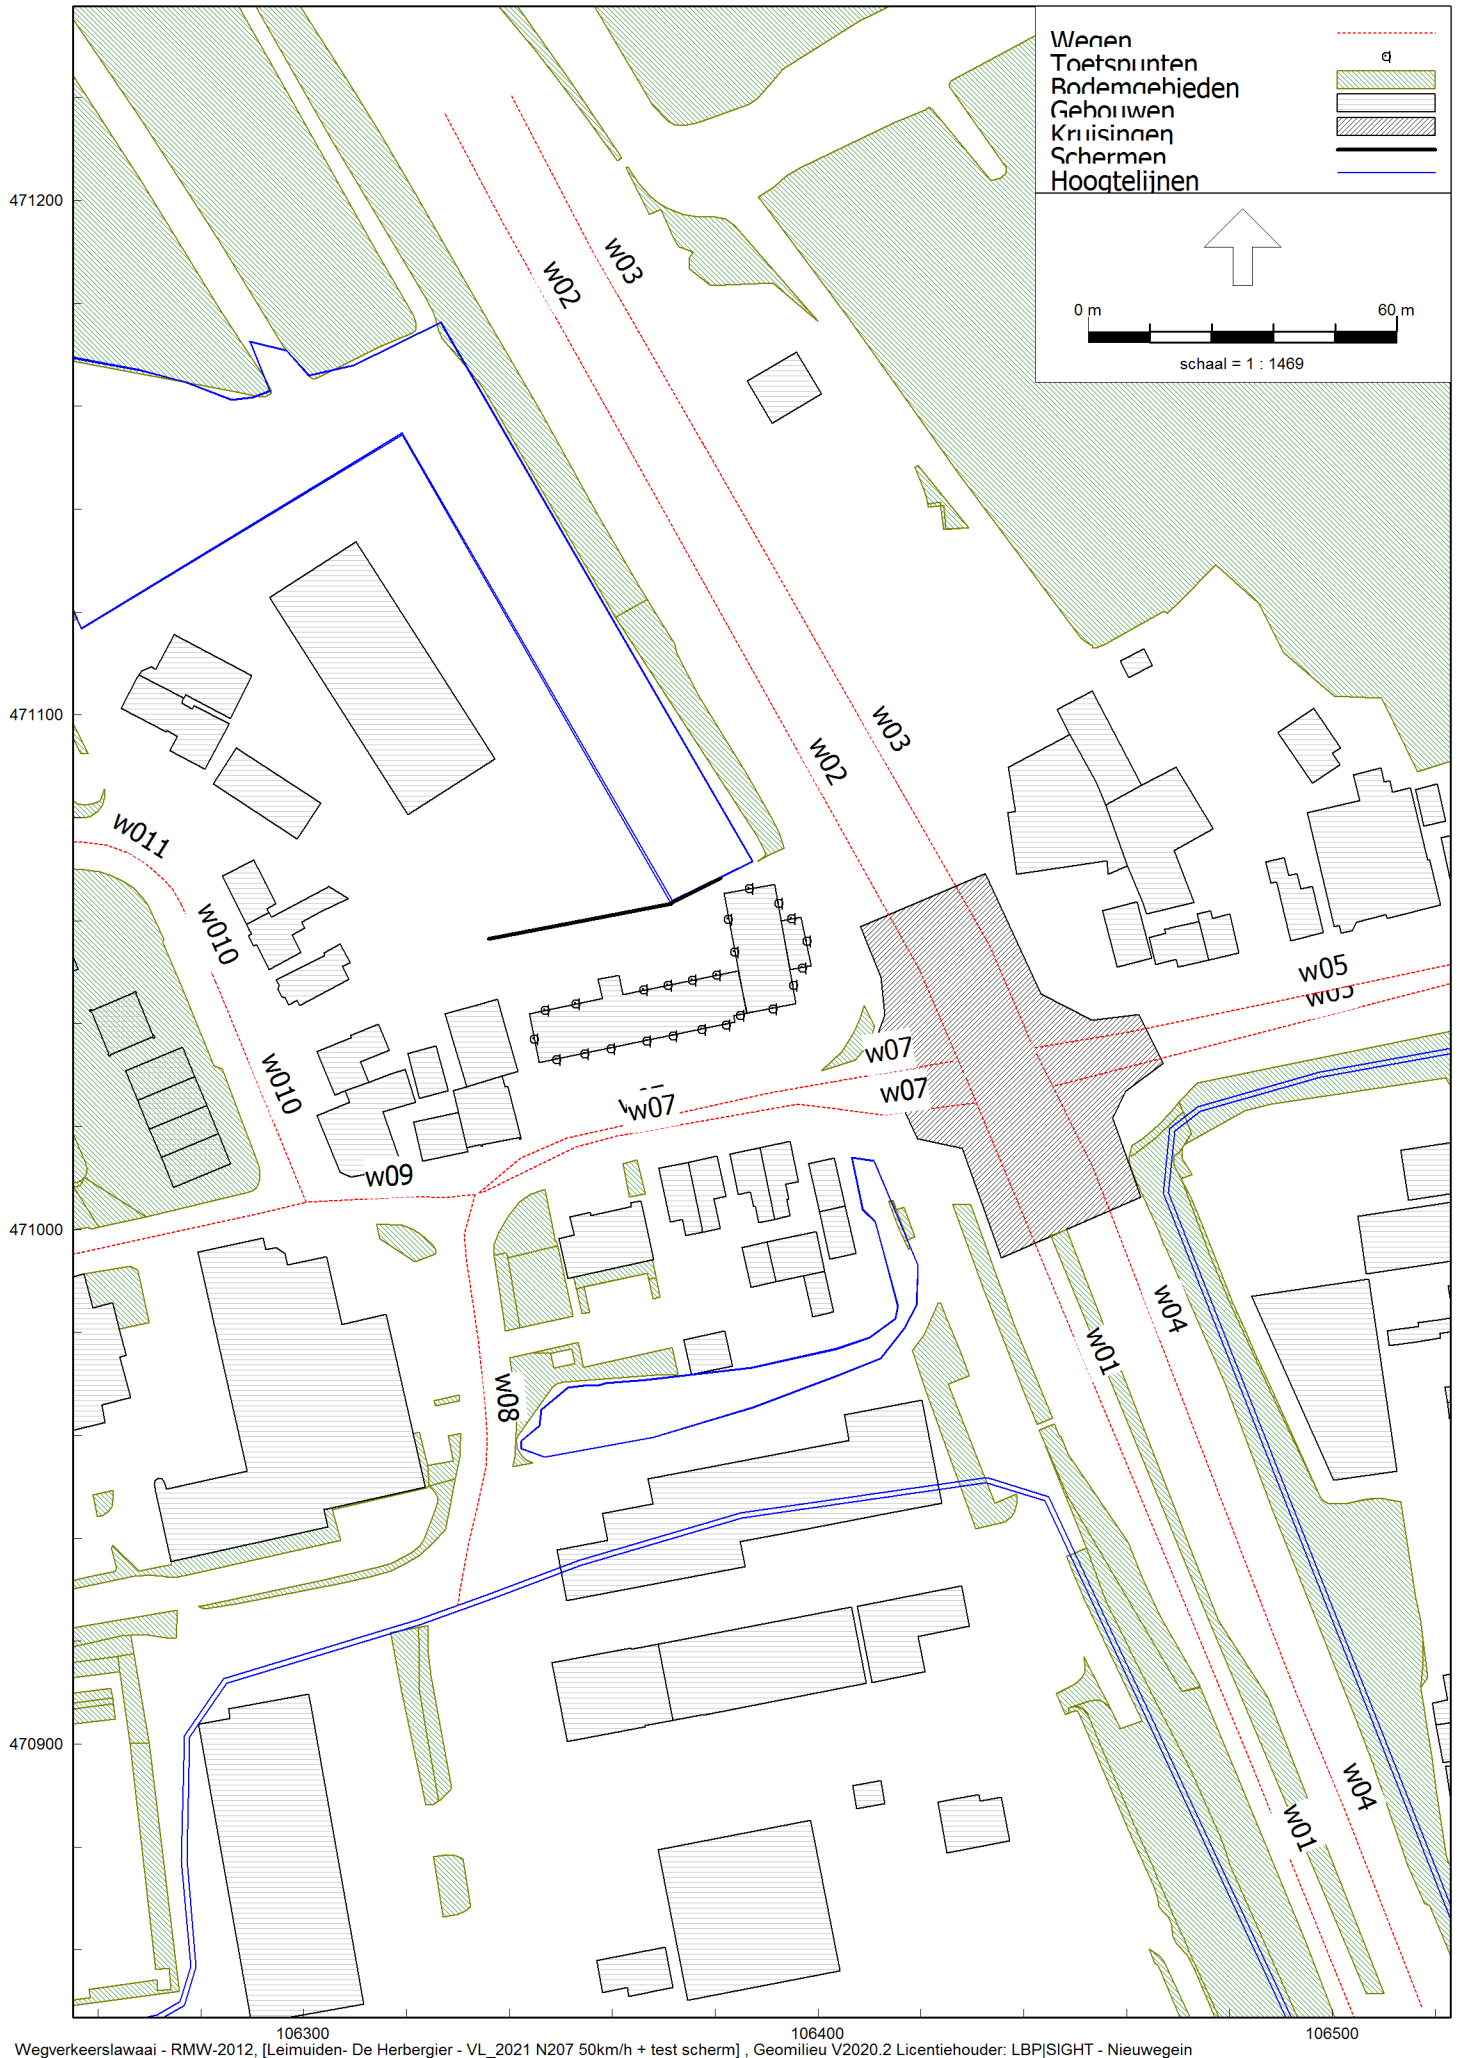 Wegen
Toetspunten
Bodemgebieden
Gebouwen
Kruisingen
Schermen
Hoogtelijnen
0 m 60 m
schaal = 1 : 1469
471200
w03
w02
w03
w02
471100
w011
w010
w05
w05
w07
w010
w07
w07
w09
471000
w04
w01
w08
470900
w04
w01
106300 106400 106500
Wegverkeerslawaai - RMW-2012, [Leimuiden- De Herbergier - VL_2021 N207 50km/h + test scherm] , Geomilieu V2020.2 Licentiehouder: LBP|SIGHT - Nieuwegein